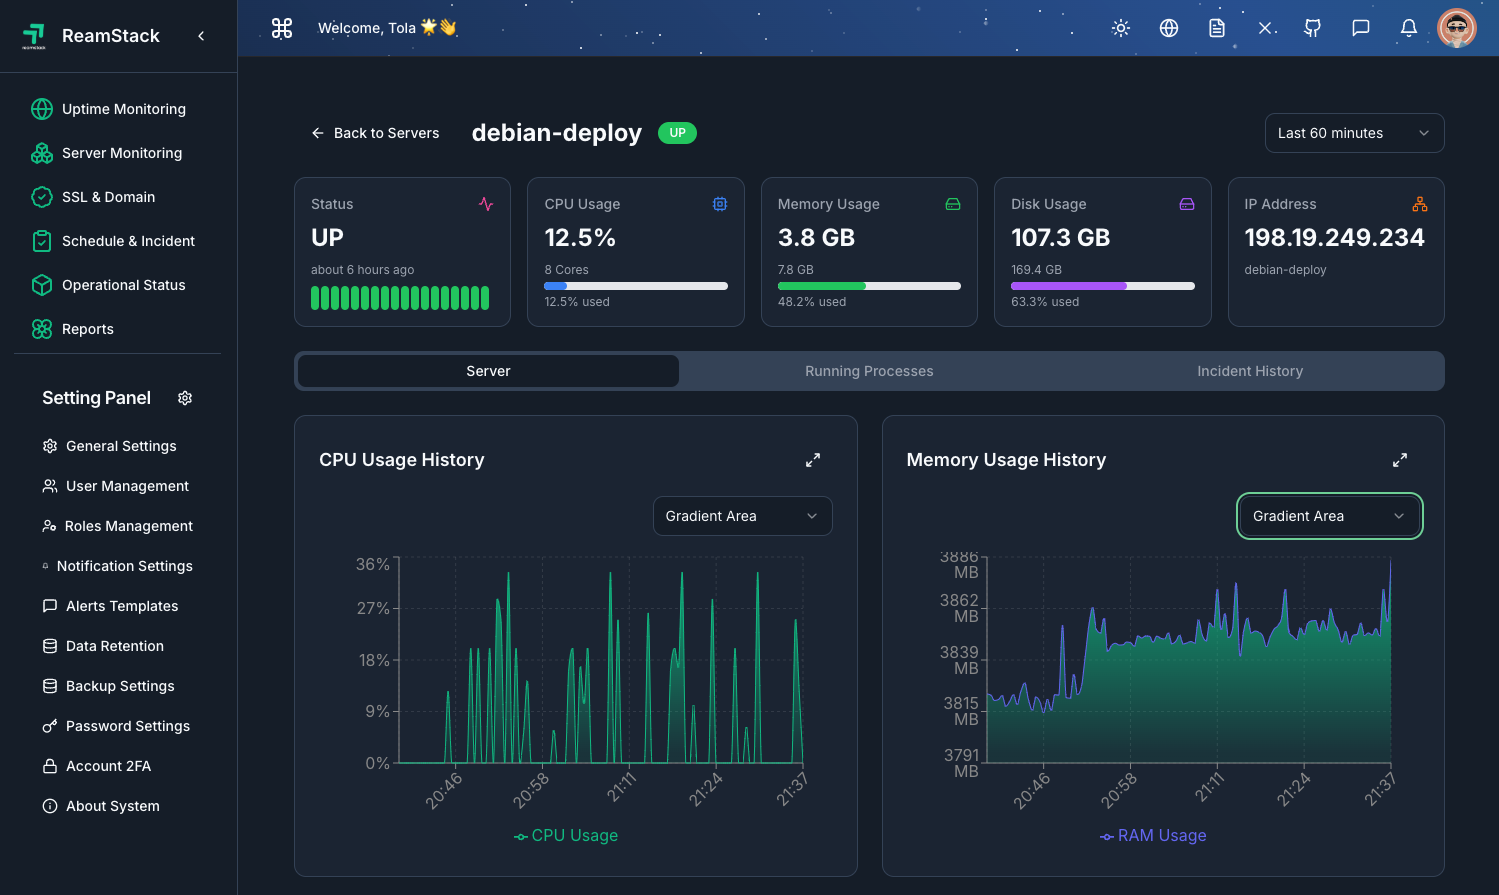 ReamStack
reamstack
Welcome, Tola 🌟👋
Uptime Monitoring
Server Monitoring
SSL & Domain
Schedule & Incident
Operational Status
Reports
Setting Panel
General Settings
User Management
Roles Management
Notification Settings
Alerts Templates
Data Retention
Backup Settings
Password Settings
Account 2FA
About System
Back to Servers
debian-deploy
UP
Last 60 minutes
Status
UP
about 6 hours ago
CPU Usage
12.5%
8 Cores
12.5% used
Memory Usage
3.8 GB
7.8 GB
48.2% used
Disk Usage
107.3 GB
169.4 GB
63.3% used
IP Address
198.19.249.234
debian-deploy
Server
Running Processes
Incident History
CPU Usage History
Gradient Area
36%
27%
18%
9%
0%
20:46
20:58
21:11
21:24
21:37
CPU Usage
Memory Usage History
Gradient Area
3886
MB
3862
MB
3839
MB
3815
MB
3791
MB
20:46
20:58
21:11
21:24
21:37
RAM Usage